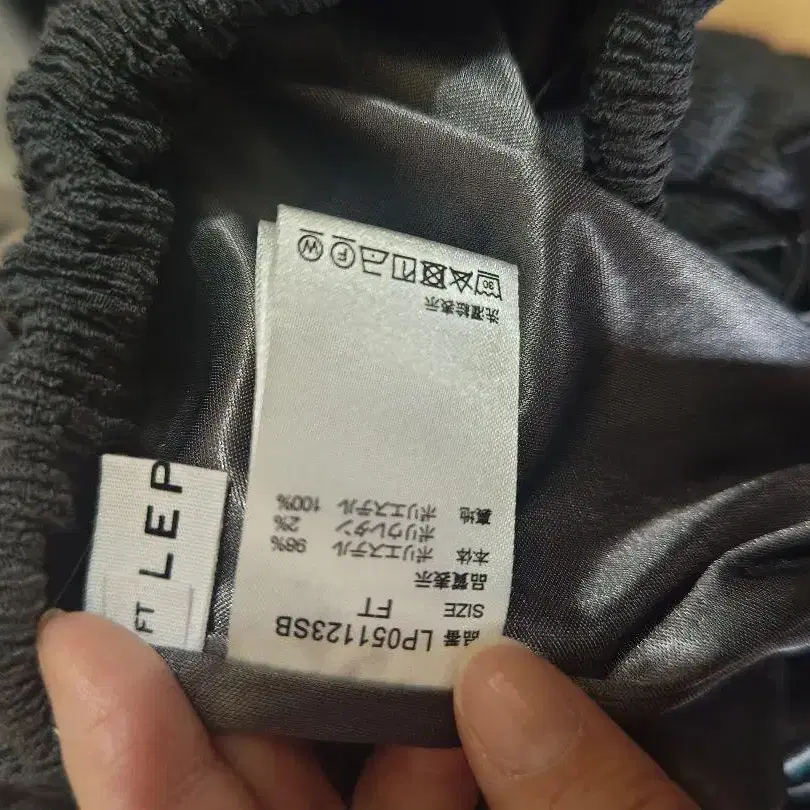 品番 LP051123SB
SIZE FT
品質表示
本体 ポリエステル 98%
ポリウレタン 2%
裏地 ポリエステル 100%
洗濯絵表示
30
F
W
LEP
FT